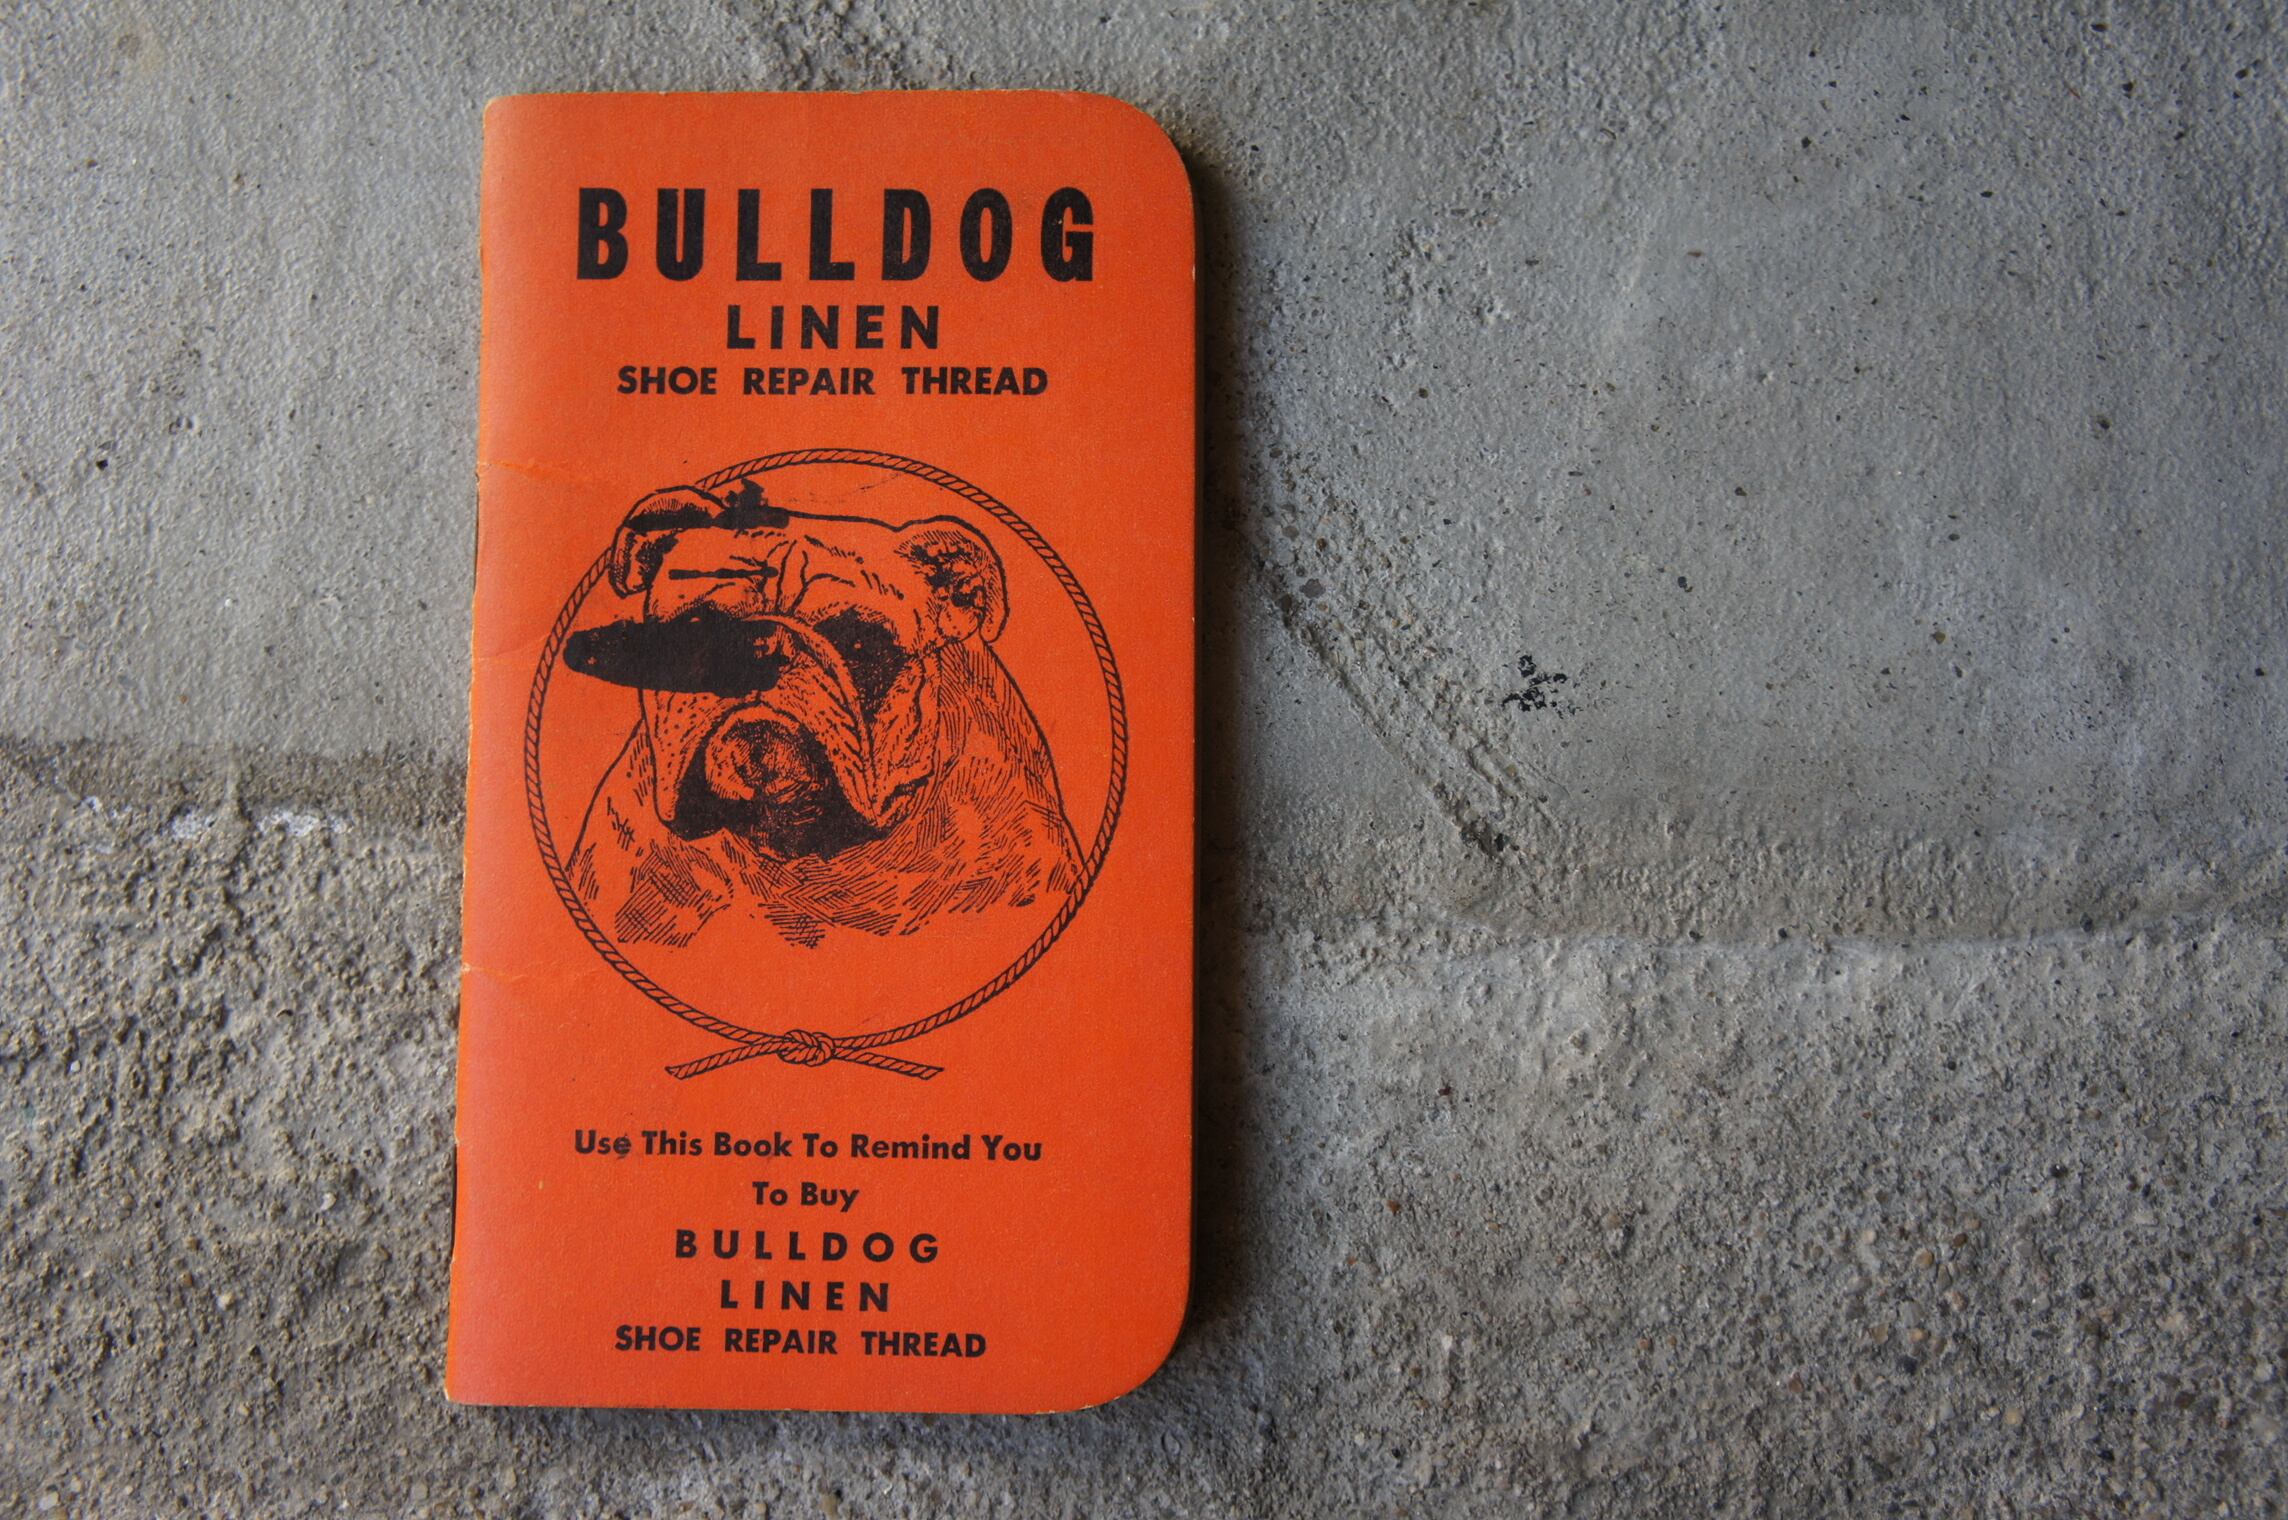 BULLDOG
LINEN
SHOE REPAIR THREAD
Use This Book To Remind You
To Buy
BULLDOG
LINEN
SHOE REPAIR THREAD